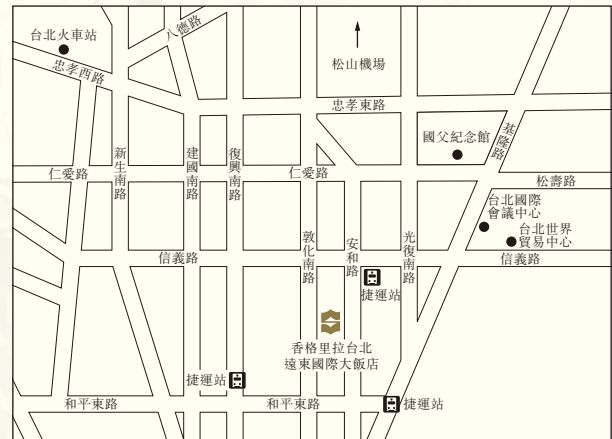 台北火車站
八德路
忠孝西路
松山機場
忠孝東路
國父紀念館
基隆路
新生南路
建國南路
復興南路
仁愛路
仁愛路
松壽路
台北國際
會議中心
台北世界
貿易中心
敦化南路
安和路
光復南路
信義路
信義路
捷運站
香格里拉台北
遠東國際大飯店
捷運站
和平東路
和平東路
捷運站